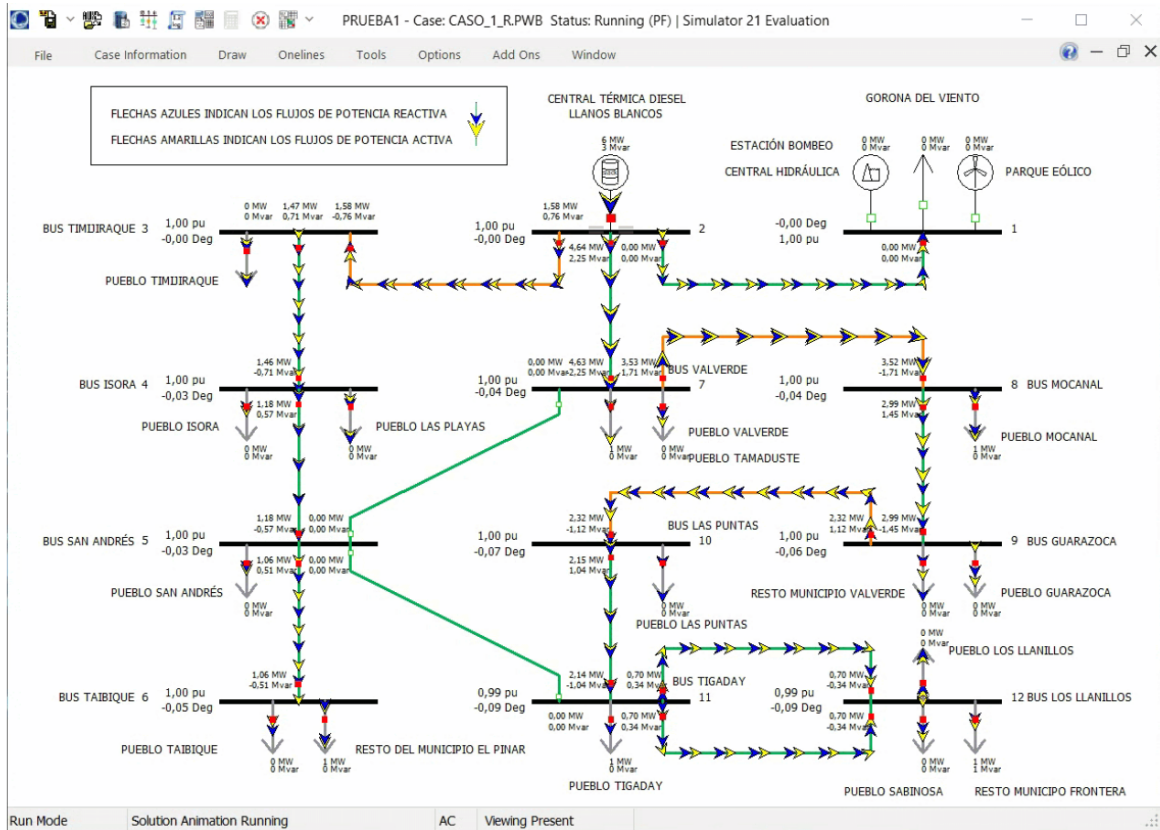 PRUEBA1 - Case: CASO_1_R.PWB Status: Running (PF) | Simulator 21 Evaluation
File Case Information Draw Onelines Tools Options Add Ons Window
FLECHAS AZULES INDICAN LOS FLUJOS DE POTENCIA REACTIVA
FLECHAS AMARILLAS INDICAN LOS FLUJOS DE POTENCIA ACTIVA
CENTRAL TÉRMICA DIESEL
LLANOS BLANCOS
6 MW
3 Mvar
GORONA DEL VIENTO
ESTACIÓN BOMBEO
CENTRAL HIDRÁULICA
0 MW
0 Mvar
0 MW
0 Mvar
0 MW
0 Mvar
PARQUE EÓLICO
BUS TIMIJIRAQUE 3
1,00 pu
-0,00 Deg
0 MW
0 Mvar
1,47 MW
0,71 Mvar
1,58 MW
-0,76 Mvar
PUEBLO TIMIJIRAQUE
1,00 pu
-0,00 Deg
1,58 MW
0,76 Mvar
2
4,64 MW
2,25 Mvar
0,00 MW
0,00 Mvar
-0,00 Deg
1,00 pu
1
0,00 MW
0,00 Mvar
BUS ISORA 4
1,00 pu
-0,03 Deg
1,46 MW
-0,71 Mvar
1,18 MW
0,57 Mvar
PUEBLO ISORA
0 MW
0 Mvar
PUEBLO LAS PLAYAS
0 MW
0 Mvar
1,00 pu
-0,04 Deg
0,00 MW
0,00 Mvar
4,63 MW
-2,25 Mvar
3,53 MW
1,71 Mvar
BUS VALVERDE
7
PUEBLO VALVERDE
1 MW
0 Mvar
0 MW
0 Mvar
PUEBLO TAMADUSTE
1,00 pu
-0,04 Deg
3,52 MW
-1,71 Mvar
8 BUS MOCANAL
2,99 MW
1,45 Mvar
PUEBLO MOCANAL
1 MW
0 Mvar
BUS SAN ANDRÉS 5
1,00 pu
-0,03 Deg
1,18 MW
-0,57 Mvar
0,00 MW
0,00 Mvar
1,06 MW
0,51 Mvar
0,00 MW
0,00 Mvar
PUEBLO SAN ANDRÉS
0 MW
0 Mvar
1,00 pu
-0,07 Deg
2,32 MW
-1,12 Mvar
BUS LAS PUNTAS
10
2,15 MW
1,04 Mvar
0 MW
0 Mvar
PUEBLO LAS PUNTAS
1,00 pu
-0,06 Deg
2,32 MW
1,12 Mvar
2,99 MW
-1,45 Mvar
9 BUS GUARAZOCA
RESTO MUNICIPIO VALVERDE
0 MW
0 Mvar
PUEBLO GUARAZOCA
0 MW
0 Mvar
BUS TAIBIQUE 6
1,00 pu
-0,05 Deg
1,06 MW
-0,51 Mvar
PUEBLO TAIBIQUE
0 MW
0 Mvar
RESTO DEL MUNICIPIO EL PINAR
1 MW
0 Mvar
0,99 pu
-0,09 Deg
2,14 MW
-1,04 Mvar
0,70 MW
0,34 Mvar
BUS TIGADAY
11
0,00 MW
0,00 Mvar
0,70 MW
0,34 Mvar
1 MW
0 Mvar
PUEBLO TIGADAY
0,99 pu
-0,09 Deg
0,70 MW
-0,34 Mvar
0,70 MW
-0,34 Mvar
0 MW
0 Mvar
PUEBLO LOS LLANILLOS
12 BUS LOS LLANILLOS
0 MW
0 Mvar
1 MW
1 Mvar
PUEBLO SABINOSA
RESTO MUNICIPO FRONTERA
Run Mode Solution Animation Running AC Viewing Present